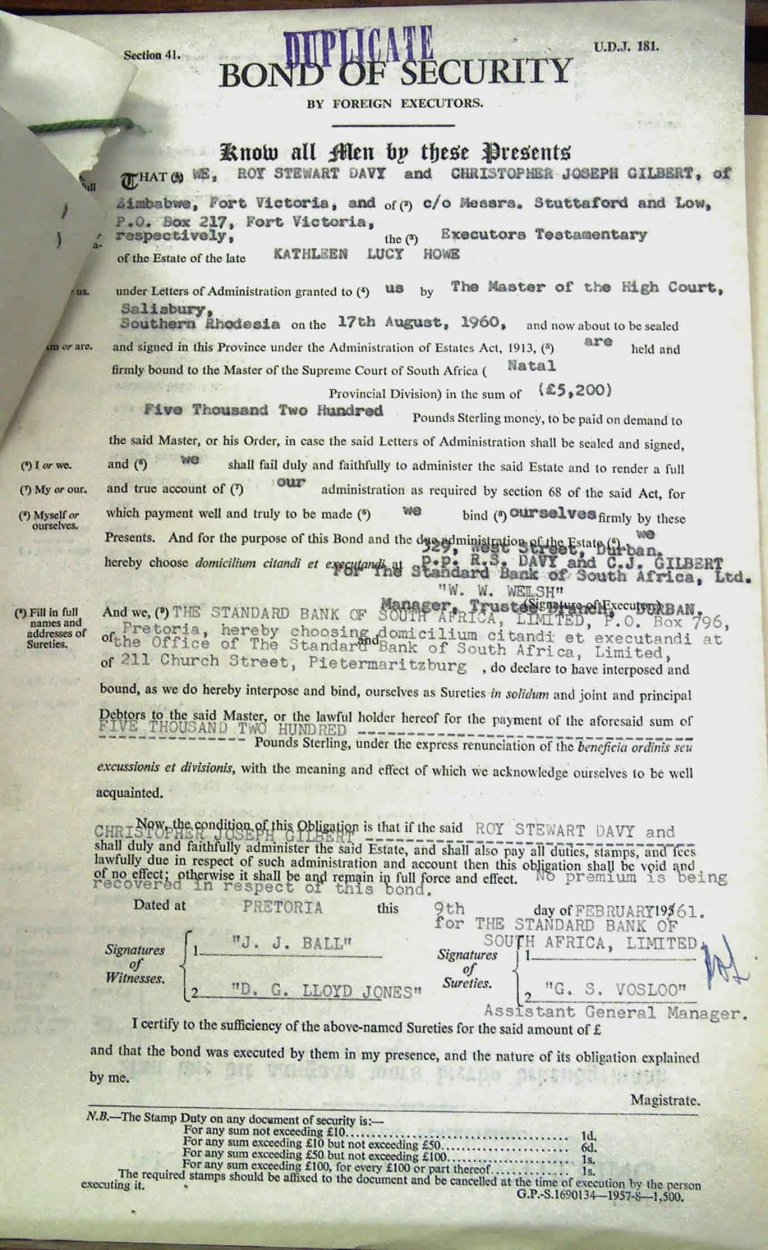 DUPLICATE
Section 41.
U.D.J. 181.
BOND OF SECURITY
BY FOREIGN EXECUTORS.
Know all Men by these Presents
THAT (¹) WE, ROY STEWART DAVY and CHRISTOPHER JOSEPH GILBERT, of
Zimbabwe, Fort Victoria, and of (²) c/o Messrs. Stuttaford and Low,
P.O. Box 217, Fort Victoria,
respectively, the (³) Executors Testamentary
of the Estate of the late KATHLEEN LUCY HOWE
us. under Letters of Administration granted to (⁴) us by The Master of the High Court,
Salisbury,
Southern Rhodesia on the 17th August, 1960, and now about to be sealed
or are. and signed in this Province under the Administration of Estates Act, 1913, (⁵) are held and
firmly bound to the Master of the Supreme Court of South Africa ( Natal
Provincial Division) in the sum of (£5,200)
Five Thousand Two Hundred Pounds Sterling money, to be paid on demand to
the said Master, or his Order, in case the said Letters of Administration shall be sealed and signed,
(⁶) I or we. and (⁶) we shall fail duly and faithfully to administer the said Estate and to render a full
(⁷) My or our. and true account of (⁷) our administration as required by section 68 of the said Act, for
(⁸) Myself or ourselves. which payment well and truly to be made (⁶) we bind (⁸) ourselves firmly by these
Presents. And for the purpose of this Bond and the due administration of the Estate (⁶) we
329, West Street, Durban.
hereby choose domicilium citandi et executandi at p.p. R.S. DAVY and C.J. GILBERT
For The Standard Bank of South Africa, Ltd.
"W. W. WELSH"
(Signature of Executor)
Manager, Trustee Branch, DURBAN.
(⁹) Fill in full names and addresses of Sureties.
And we, (⁹) THE STANDARD BANK OF SOUTH AFRICA, LIMITED, P.O. Box 796,
of Pretoria, hereby choosing domicilium citandi et executandi at
and
the Office of The Standard Bank of South Africa, Limited,
of 211 Church Street, Pietermaritzburg , do declare to have interposed and
bound, as we do hereby interpose and bind, ourselves as Sureties in solidum and joint and principal
Debtors to the said Master, or the lawful holder hereof for the payment of the aforesaid sum of
FIVE THOUSAND TWO HUNDRED
Pounds Sterling, under the express renunciation of the beneficia ordinis seu
excussionis et divisionis, with the meaning and effect of which we acknowledge ourselves to be well
acquainted.
Now, the condition of this Obligation is that if the said ROY STEWART DAVY and
CHRISTOPHER JOSEPH GILBERT
shall duly and faithfully administer the said Estate, and shall also pay all duties, stamps, and fees
lawfully due in respect of such administration and account then this obligation shall be void and
of no effect; otherwise it shall be and remain in full force and effect. No premium is being
recovered in respect of this bond.
Dated at PRETORIA this 9th day of FEBRUARY 1961.
for THE STANDARD BANK OF
SOUTH AFRICA, LIMITED
Signatures of Witnesses. 1 "J. J. BALL" Signatures of Sureties. 1
2 "D. G. LLOYD JONES" 2 "G. S. VOSLOO"
Assistant General Manager.
I certify to the sufficiency of the above-named Sureties for the said amount of £
and that the bond was executed by them in my presence, and the nature of its obligation explained
by me.
Magistrate.
N.B.—The Stamp Duty on any document of security is:—
For any sum not exceeding £10 1d.
For any sum exceeding £10 but not exceeding £50 6d.
For any sum exceeding £50 but not exceeding £100 1s.
For any sum exceeding £100, for every £100 or part thereof 1s.
The required stamps should be affixed to the document and be cancelled at the time of execution by the person
executing it.
G.P.-S.1690134—1957-8—1,500.